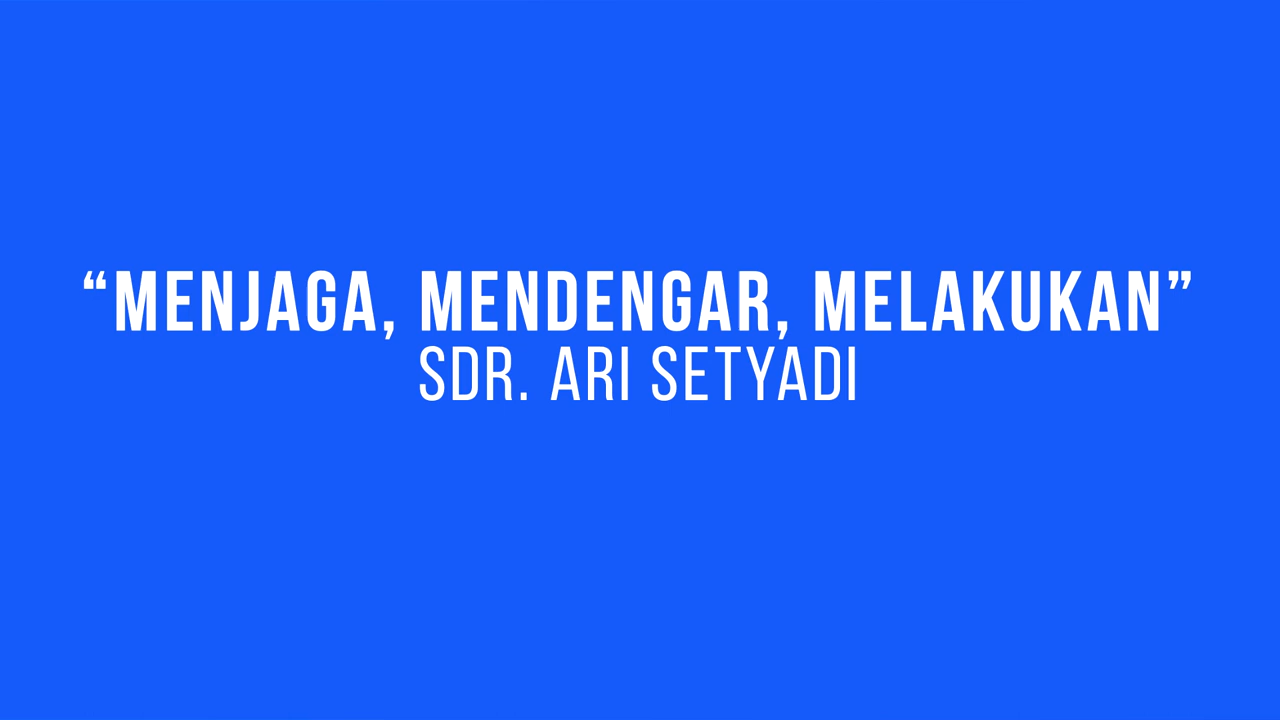 “MENJAGA, MENDENGAR, MELAKUKAN”
SDR. ARI SETYADI